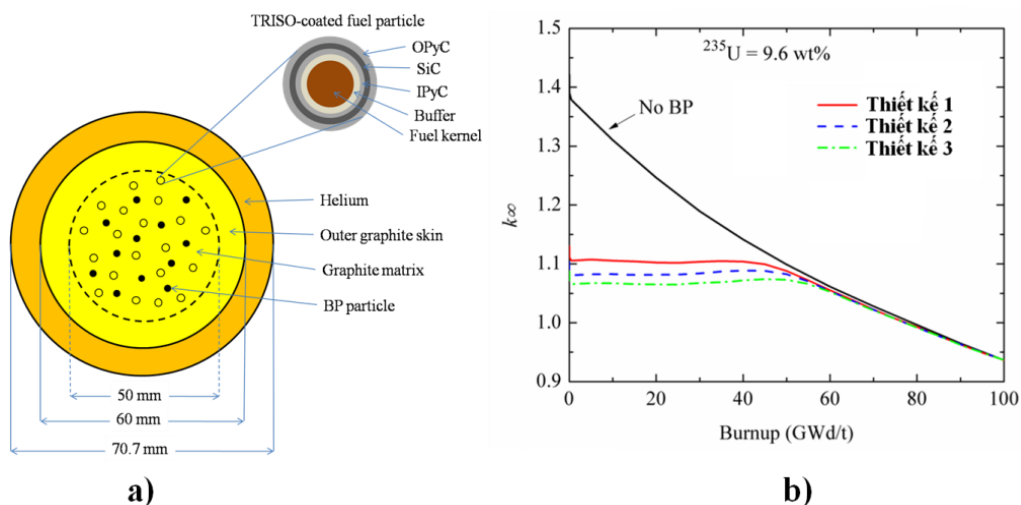 TRISO-coated fuel particle
OPyC
SiC
IPyC
Buffer
Fuel kernel
Helium
Outer graphite skin
Graphite matrix
BP particle
50 mm
60 mm
70.7 mm
a)
1.5
1.4
1.3
1.2
1.1
1.0
0.9
k∞
²³⁵U = 9.6 wt%
No BP
Thiết kế 1
Thiết kế 2
Thiết kế 3
0 20 40 60 80 100
Burnup (GWd/t)
b)